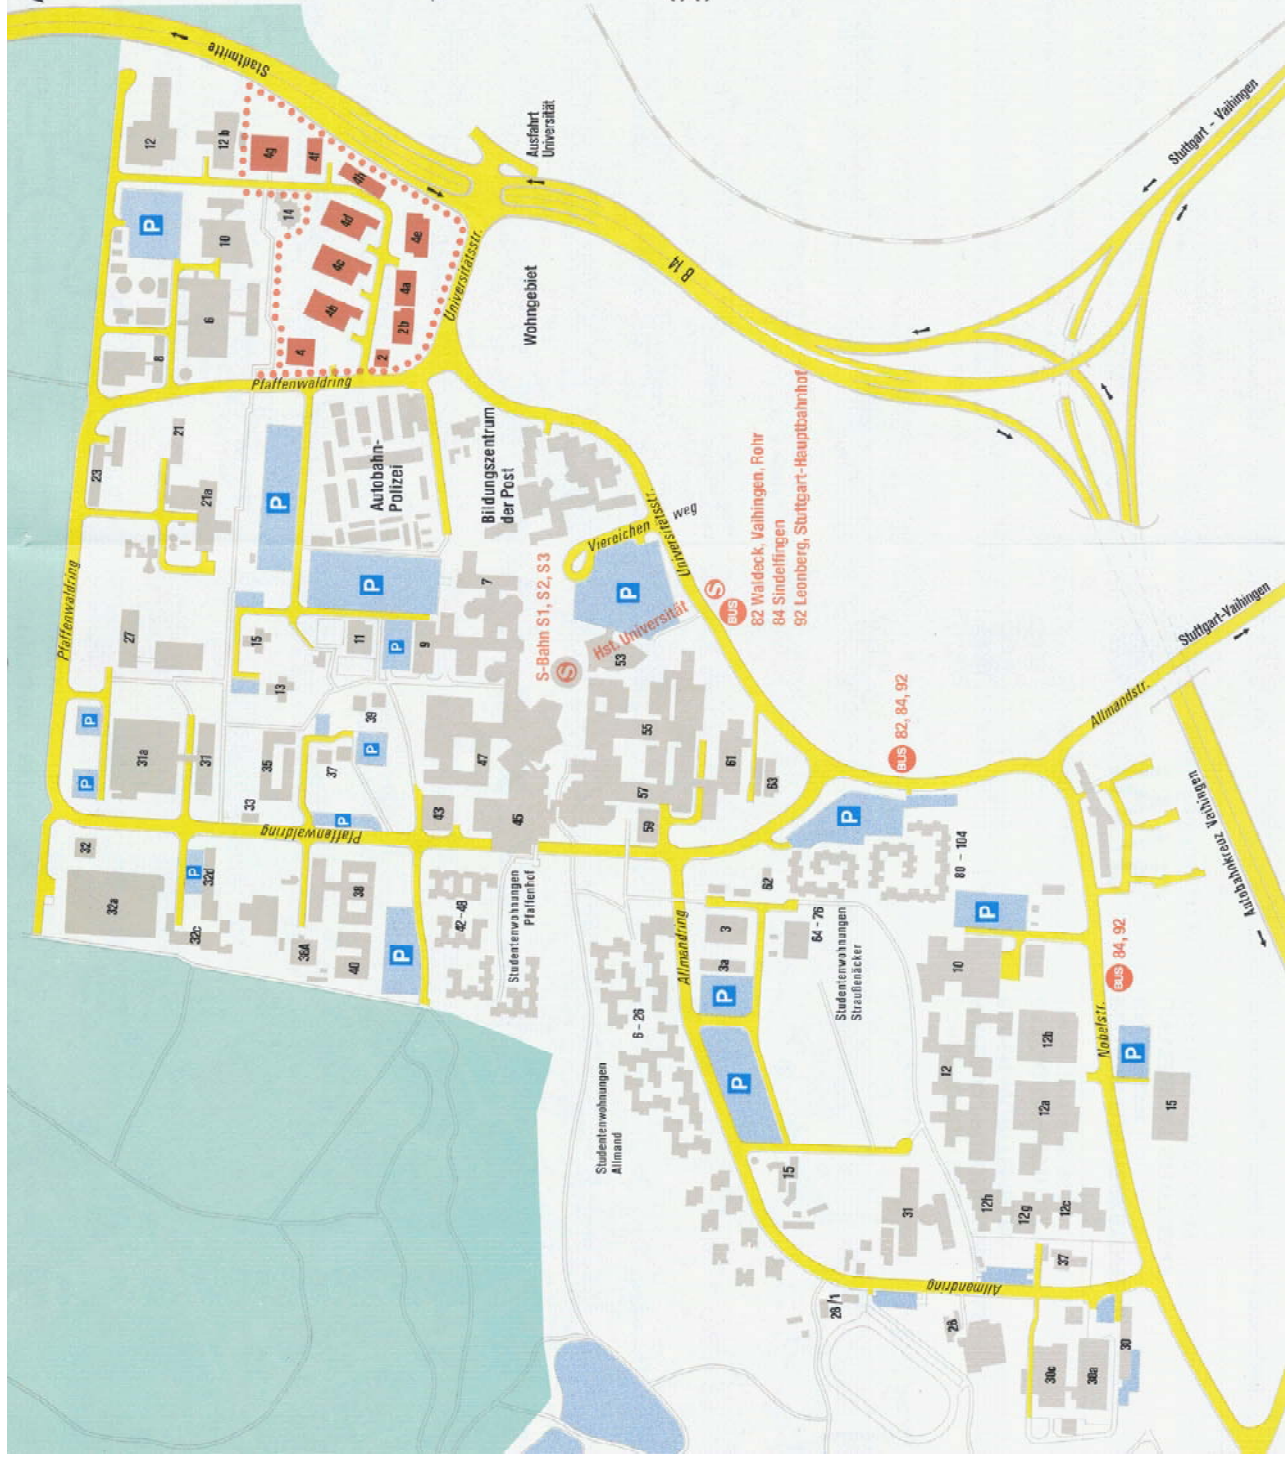 Stadtmitte
12
12 b
4g
4f
4h
14
10
4d
4e
4c
4a
4b
2b
4
2
6
8
P
Ausfahrt
Universität
Universitätsstr.
Wohngebiet
B 14
Stuttgart - Vaihingen
Pfaffenwaldring
23
21
21a
P
Autobahn-
Polizei
Bildungszentrum
der Post
Viereichen weg
Universitätsstr.
P
P
7
S-Bahn S1, S2, S3
S
Hst. Universität
BUS
S
82 Waldeck, Vaihingen, Rohr
84 Sindelfingen
92 Leonberg, Stuttgart-Hauptbahnhof
Pfaffenwaldring
27
15
11
P
9
13
39
53
P
P
31a
31
35
37
P
33
P
47
43
45
55
57
59
61
63
BUS 82, 84, 92
Allmandstr.
Stuttgart-Vaihingen
Autobahnkreuz Vaihingen
Pfaffenwaldring
32
32a
P
32d
32c
36A
38
40
P
42-48
Studentenwohnungen
Pfaffenhof
Allmandring
62
3
3a
P
P
64 - 76
Studentenwohnungen
Straußenäcker
P
80 - 104
P
10
BUS 84, 92
Nobelstr.
P
12
12b
12a
15
6 - 26
Studentenwohnungen
Allmand
15
31
12h
12g
12c
37
Allmandring
28/1
28
30c
30